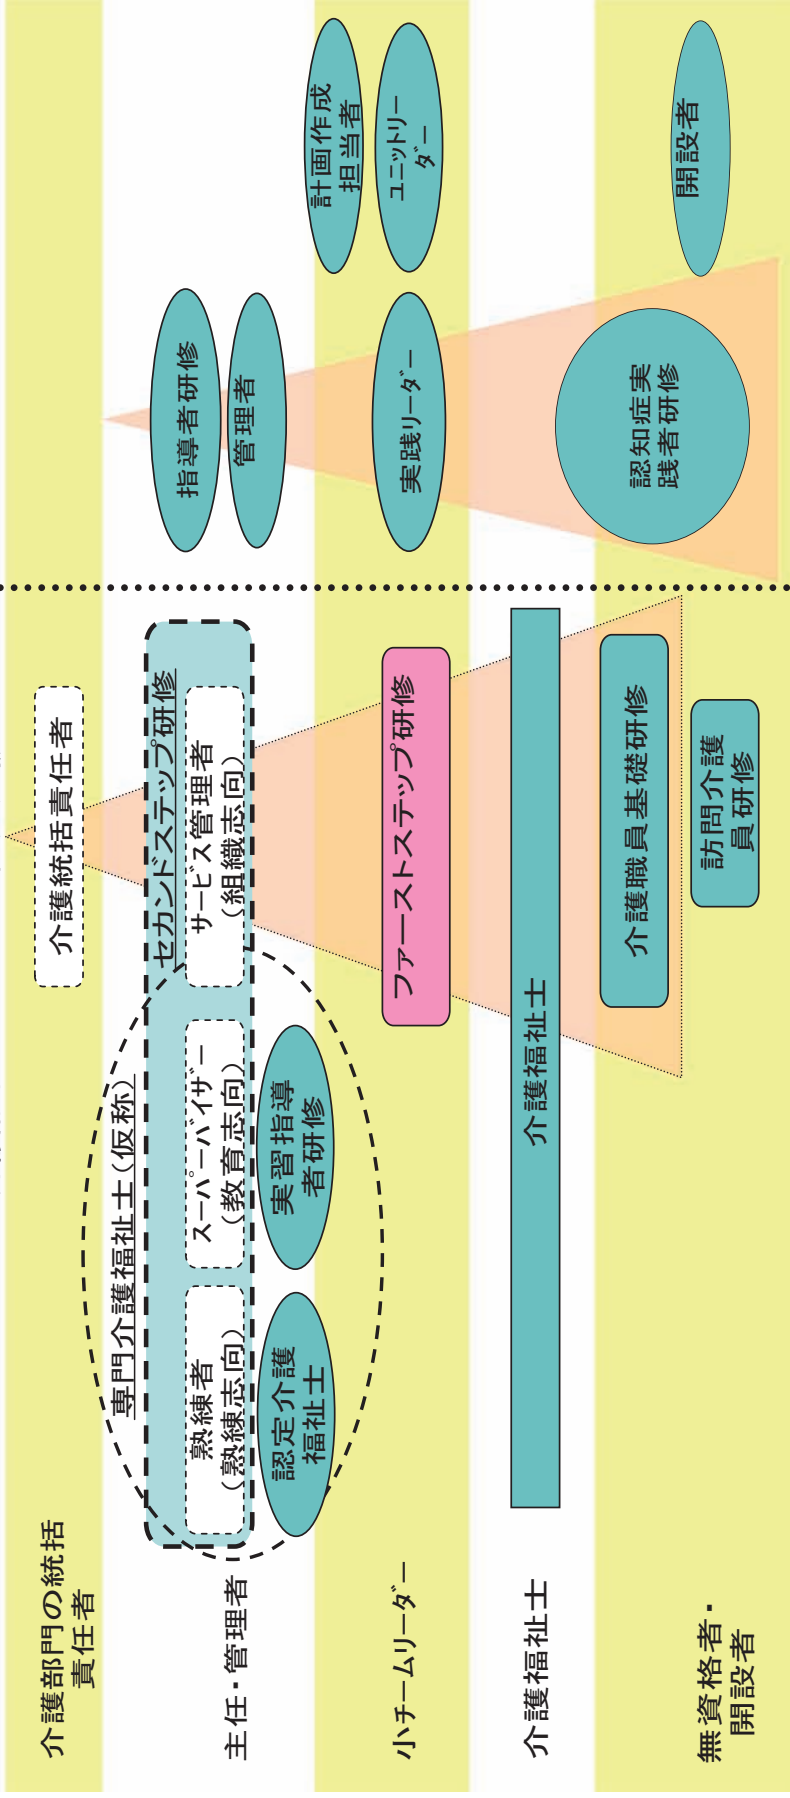 介護部門の統括
責任者
介護統括責任者
主任・管理者
専門介護福祉士(仮称)
セカンドステップ研修
熟練者
(熟練志向)
スーパーバイザー
(教育志向)
サービス管理者
(組織志向)
認定介護
福祉士
実習指導
者研修
指導者研修
管理者
小チームリーダー
ファーストステップ研修
実践リーダー
計画作成
担当者
ユニットリー
ダー
介護福祉士
介護福祉士
無資格者・
開設者
介護職員基礎研修
訪問介護
員研修
認知症実
践者研修
開設者